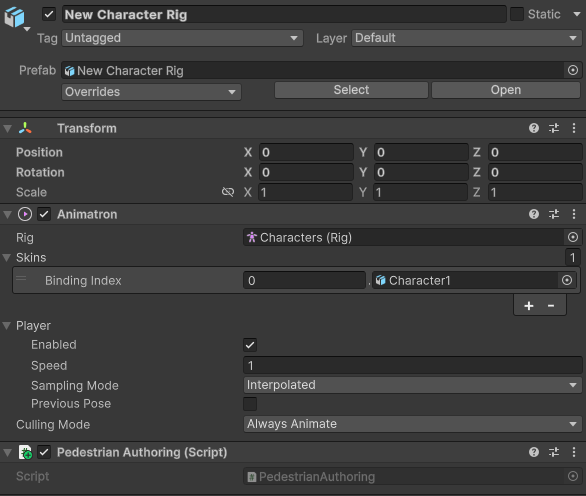 New Character Rig Static
Tag Untagged Layer Default
Prefab New Character Rig
Overrides Select Open
Transform
Position X 0 Y 0 Z 0
Rotation X 0 Y 0 Z 0
Scale X 1 Y 1 Z 1
Animatron
Rig Characters (Rig)
Skins 1
Binding Index 0 . Character1
+ -
Player
Enabled
Speed 1
Sampling Mode Interpolated
Previous Pose
Culling Mode Always Animate
Pedestrian Authoring (Script)
Script PedestrianAuthoring